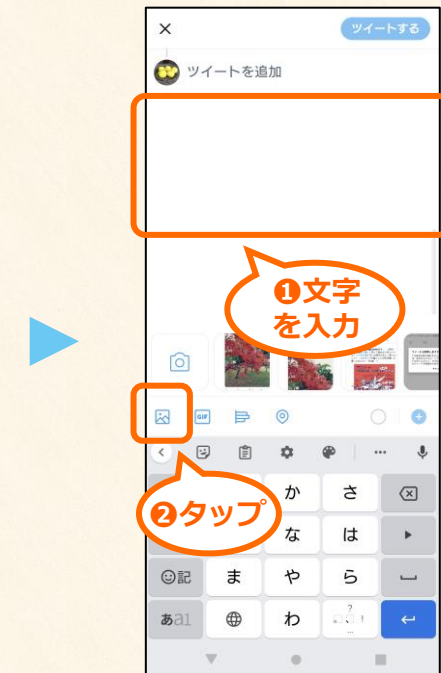 ×
ツイートする
ツイートを追加
❶文字
を入力
GIF
❷タップ
か
さ
な
は
☺記
ま
や
ら
あa1
わ